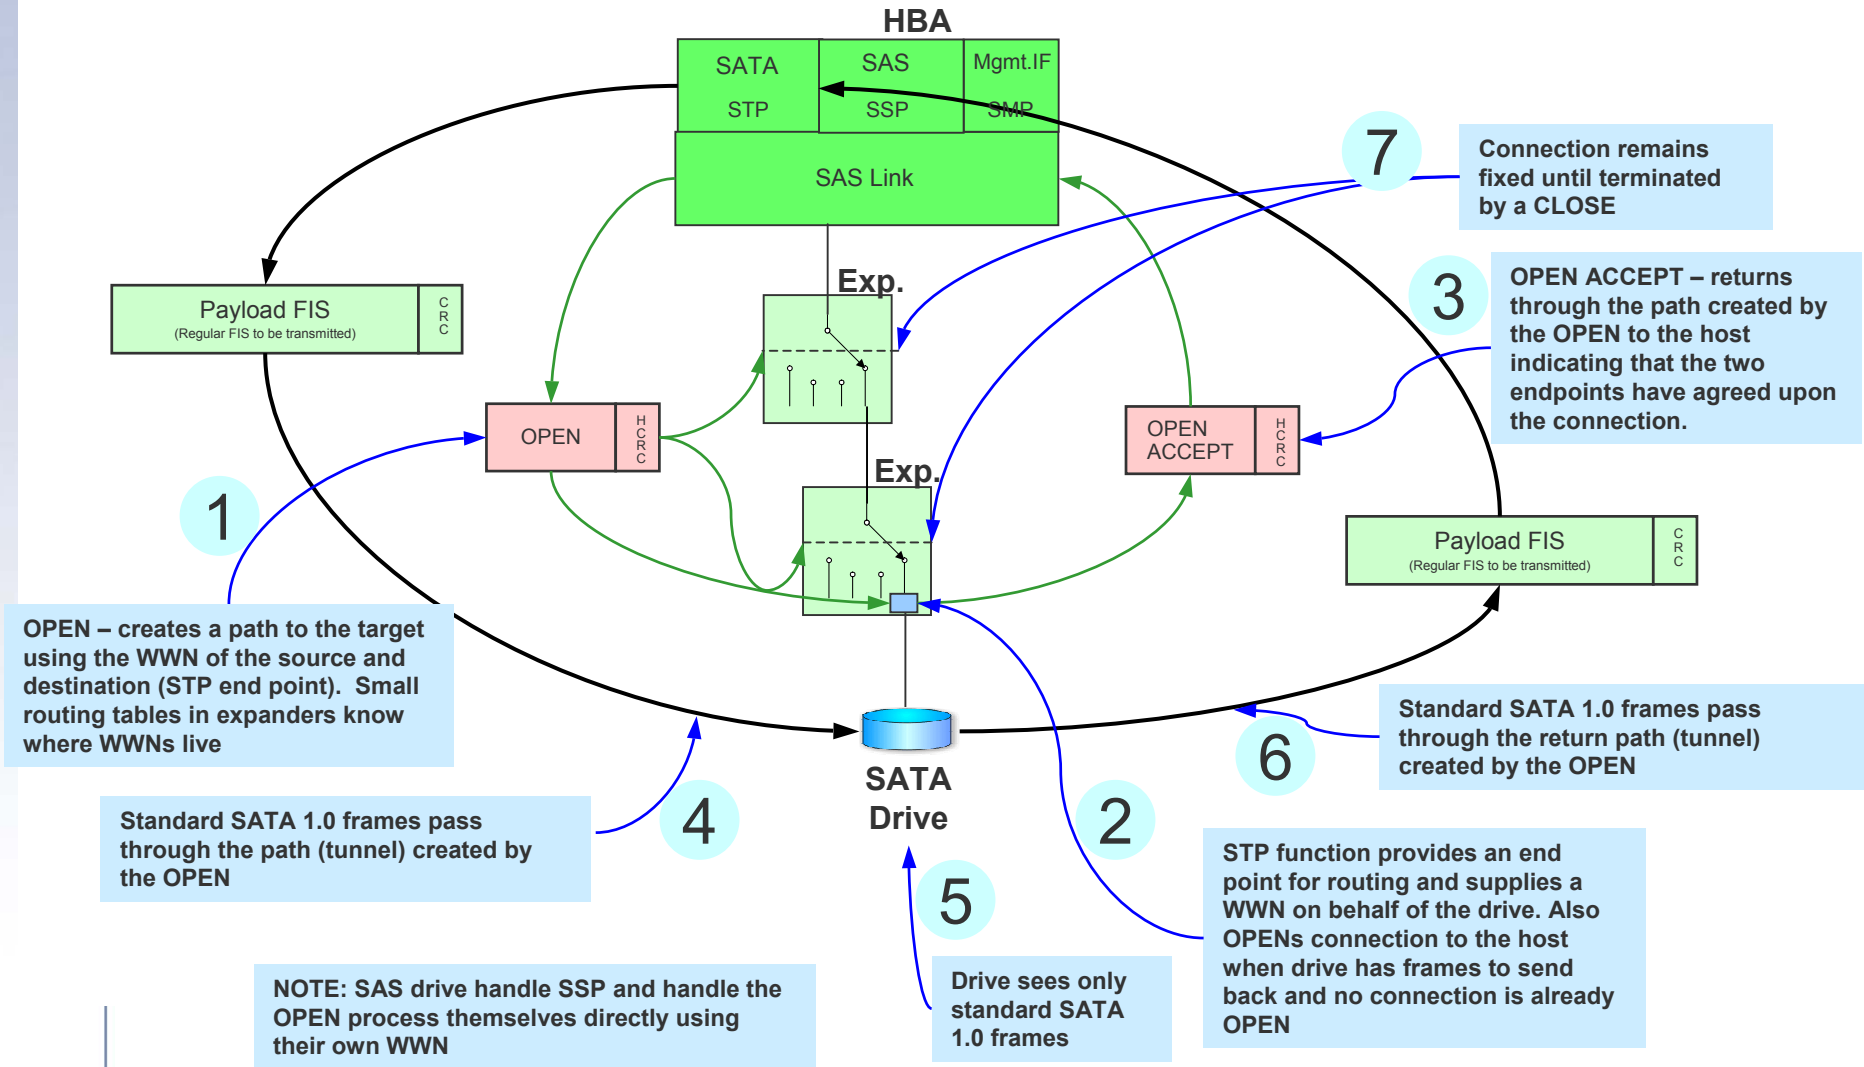 HBA
SATA
SAS
Mgmt.IF
STP
SSP
SMP
SAS Link
7
Connection remains
fixed until terminated
by a CLOSE
Exp.
Payload FIS
(Regular FIS to be transmitted)
CRC
3
OPEN ACCEPT – returns
through the path created by
the OPEN to the host
indicating that the two
endpoints have agreed upon
the connection.
OPEN
HCRC
OPEN
ACCEPT
HCRC
Exp.
1
Payload FIS
(Regular FIS to be transmitted)
CRC
OPEN – creates a path to the target
using the WWN of the source and
destination (STP end point).  Small
routing tables in expanders know
where WWNs live
6
Standard SATA 1.0 frames pass
through the return path (tunnel)
created by the OPEN
SATA
Drive
4
Standard SATA 1.0 frames pass
through the path (tunnel) created by
the OPEN
2
STP function provides an end
point for routing and supplies a
WWN on behalf of the drive. Also
OPENs connection to the host
when drive has frames to send
back and no connection is already
OPEN
5
Drive sees only
standard SATA
1.0 frames
NOTE: SAS drive handle SSP and handle the
OPEN process themselves directly using
their own WWN